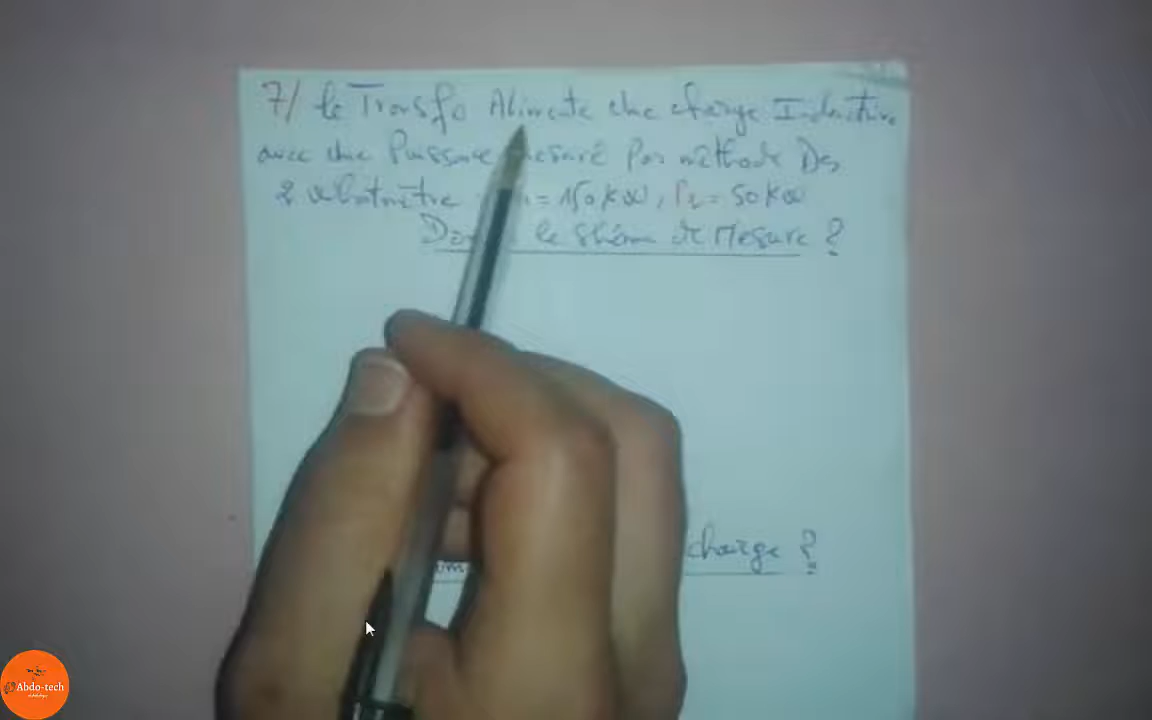 7/ le Transfo Alimente une charge Inductive
avec une Puissance mesuré Par méthode Des
2 wattmètre = 150 kW, P2 = 50 kW
le shéma de Mesure ?
charge ?
Abdo-tech